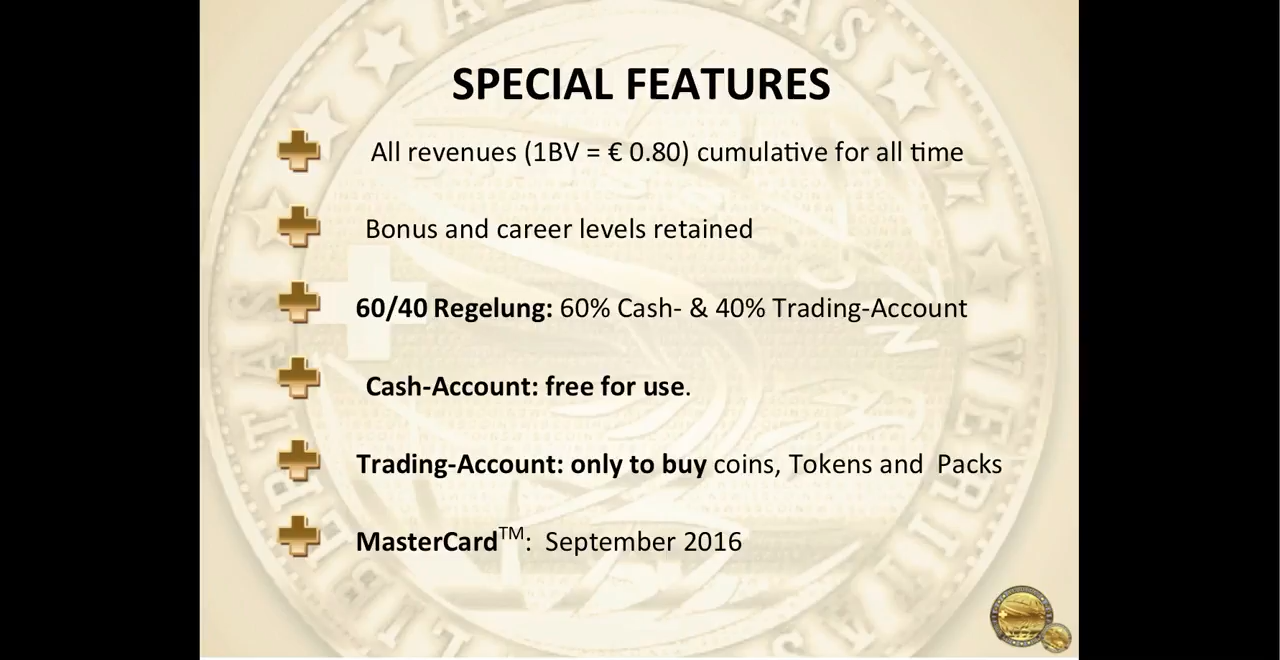 SPECIAL FEATURES
All revenues (1BV = € 0.80) cumulative for all time
Bonus and career levels retained
60/40 Regelung: 60% Cash- & 40% Trading-Account
Cash-Account: free for use.
Trading-Account: only to buy coins, Tokens and Packs
MasterCard™: September 2016
LIBERTAS
VERITAS